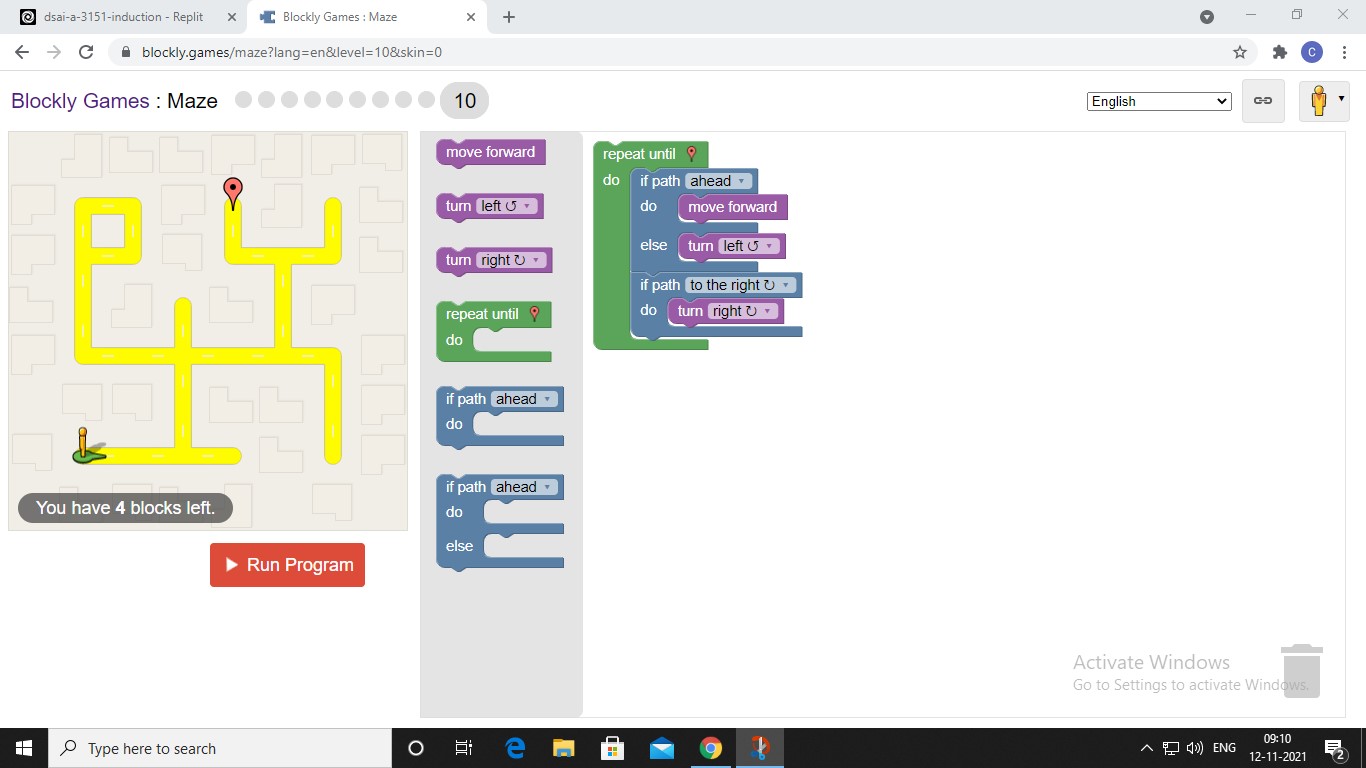 dsai-a-3151-induction - Replit
Blockly Games : Maze
blockly.games/maze?lang=en&level=10&skin=0
C
Blockly Games : Maze
10
English
move forward
turn left ↺
turn right ↻
repeat until
do
if path ahead
do
if path ahead
do
else
repeat until
do
if path ahead
do
move forward
else
turn left ↺
if path to the right ↻
do
turn right ↻
You have 4 blocks left.
Run Program
Activate Windows
Go to Settings to activate Windows.
Type here to search
ENG
09:10
12-11-2021
2